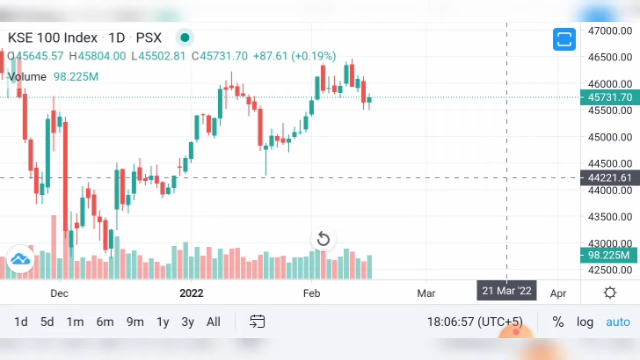 KSE 100 Index · 1D · PSX
O45645.57 H45804.00 L45502.81 C45731.70 +87.61 (+0.19%)
Volume 98.225M
47000.00
46500.00
46000.00
45731.70
45500.00
45000.00
44500.00
44221.61
44000.00
43500.00
43000.00
98.225M
42500.00
Dec 2022 Feb Mar 21 Mar '22 Apr
1d 5d 1m 6m 9m 1y 3y All 18:06:57 (UTC+5) % log auto